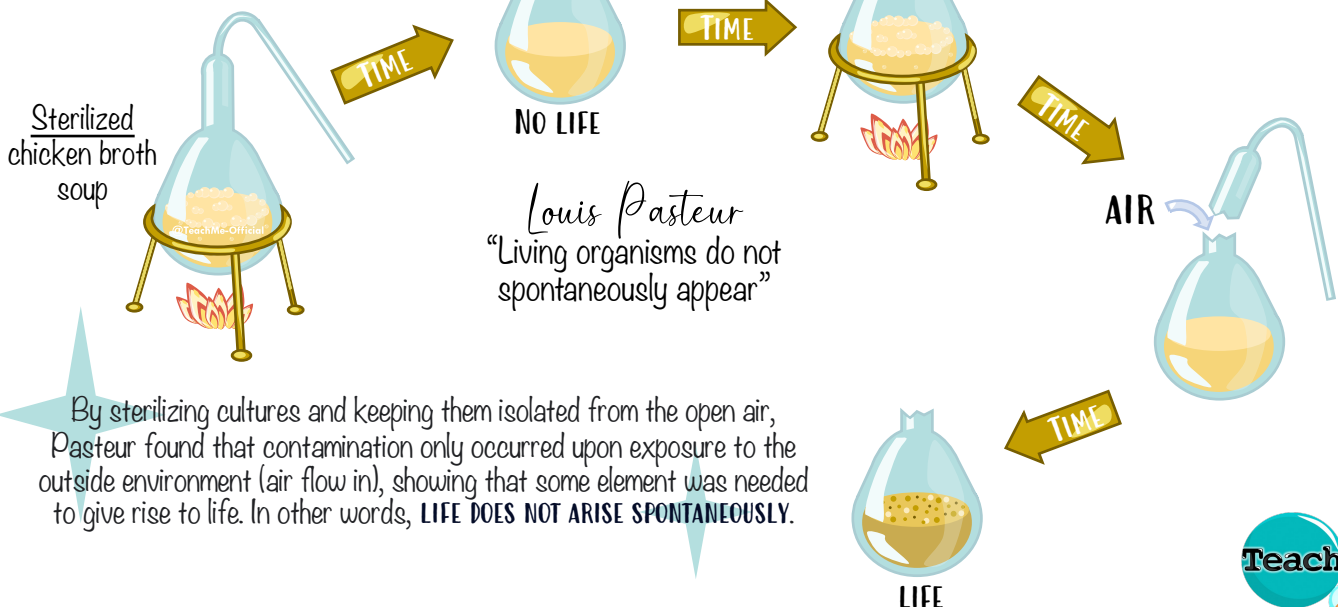 TIME
TIME
TIME
Sterilized
chicken broth
soup
@TeachMe-Official
NO LIFE
AIR
Louis Pasteur
“Living organisms do not
spontaneously appear”
By sterilizing cultures and keeping them isolated from the open air,
Pasteur found that contamination only occurred upon exposure to the
outside environment (air flow in), showing that some element was needed
to give rise to life. In other words, LIFE DOES NOT ARISE SPONTANEOUSLY.
TIME
LIFE
Teach